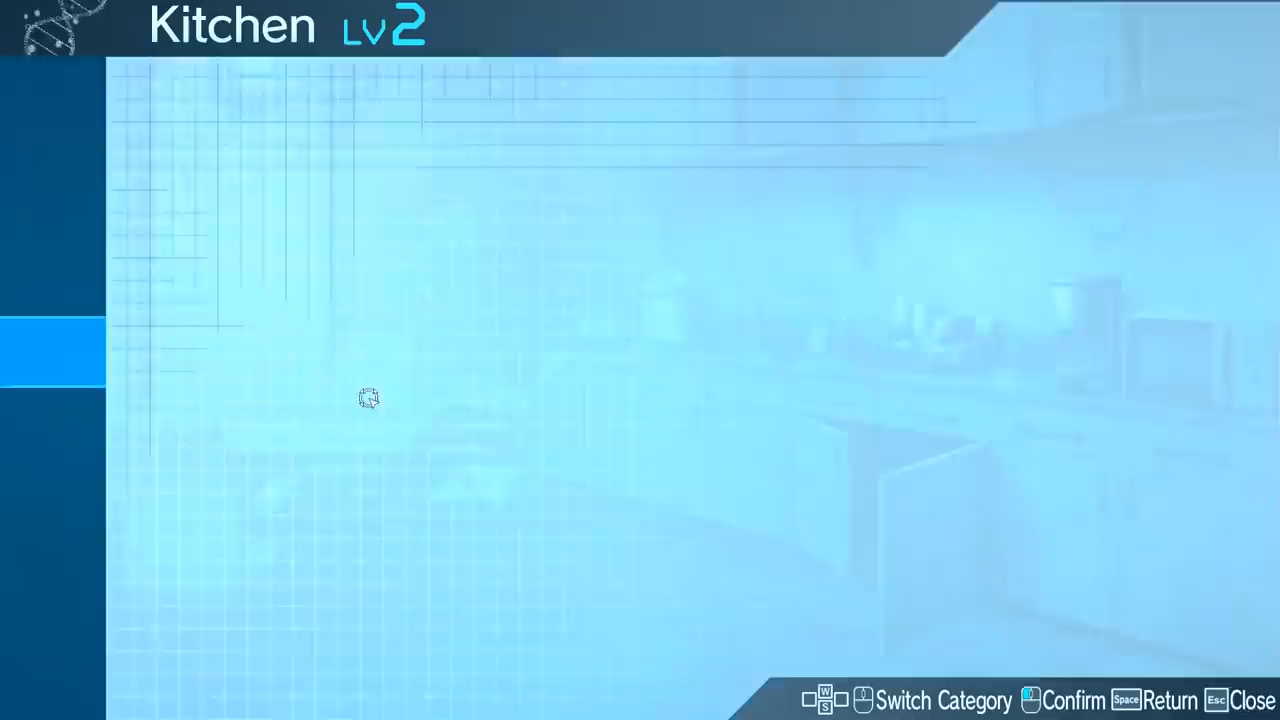 Kitchen LV2
W
S
Switch Category Confirm Space Return Esc Close